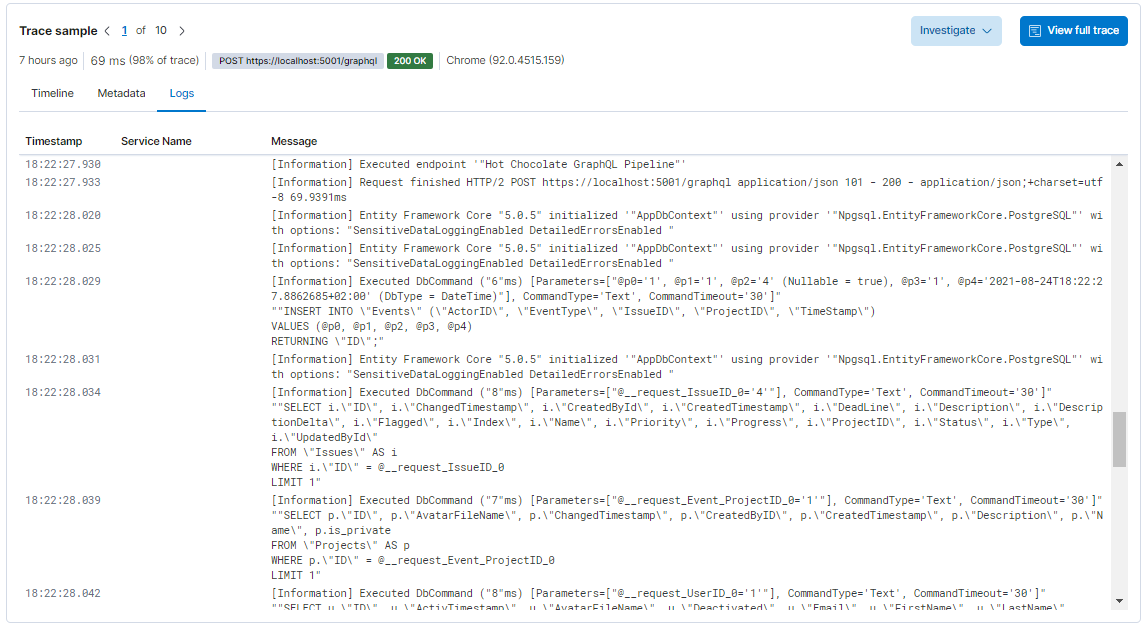 Trace sample < 1 of 10 >
Investigate
View full trace
7 hours ago 69 ms (98% of trace) POST https://localhost:5001/graphql 200 OK Chrome (92.0.4515.159)
Timeline Metadata Logs
Timestamp Service Name Message
18:22:27.930 [Information] Executed endpoint '"Hot Chocolate GraphQL Pipeline"'
18:22:27.933 [Information] Request finished HTTP/2 POST https://localhost:5001/graphql application/json 101 - 200 - application/json;+charset=utf
-8 69.9391ms
18:22:28.020 [Information] Entity Framework Core "5.0.5" initialized '"AppDbContext"' using provider '"Npgsql.EntityFrameworkCore.PostgreSQL"' wi
th options: "SensitiveDataLoggingEnabled DetailedErrorsEnabled "
18:22:28.025 [Information] Entity Framework Core "5.0.5" initialized '"AppDbContext"' using provider '"Npgsql.EntityFrameworkCore.PostgreSQL"' wi
th options: "SensitiveDataLoggingEnabled DetailedErrorsEnabled "
18:22:28.029 [Information] Executed DbCommand ("6"ms) [Parameters=["@p0='1', @p1='1', @p2='4' (Nullable = true), @p3='1', @p4='2021-08-24T18:22:2
7.8862685+02:00' (DbType = DateTime)"], CommandType='Text', CommandTimeout='30']"
""INSERT INTO \"Events\" (\"ActorID\", \"EventType\", \"IssueID\", \"ProjectID\", \"TimeStamp\")
VALUES (@p0, @p1, @p2, @p3, @p4)
RETURNING \"ID\";"
18:22:28.031 [Information] Entity Framework Core "5.0.5" initialized '"AppDbContext"' using provider '"Npgsql.EntityFrameworkCore.PostgreSQL"' wi
th options: "SensitiveDataLoggingEnabled DetailedErrorsEnabled "
18:22:28.034 [Information] Executed DbCommand ("8"ms) [Parameters=["@__request_IssueID_0='4'"], CommandType='Text', CommandTimeout='30']"
""SELECT i.\"ID\", i.\"ChangedTimestamp\", i.\"CreatedById\", i.\"CreatedTimestamp\", i.\"DeadLine\", i.\"Description\", i.\"Descrip
tionDelta\", i.\"Flagged\", i.\"Index\", i.\"Name\", i.\"Priority\", i.\"Progress\", i.\"ProjectID\", i.\"Status\", i.\"Type\",
i.\"UpdatedById\"
FROM \"Issues\" AS i
WHERE i.\"ID\" = @__request_IssueID_0
LIMIT 1"
18:22:28.039 [Information] Executed DbCommand ("7"ms) [Parameters=["@__request_Event_ProjectID_0='1'"], CommandType='Text', CommandTimeout='30']"
""SELECT p.\"ID\", p.\"AvatarFileName\", p.\"ChangedTimestamp\", p.\"CreatedByID\", p.\"CreatedTimestamp\", p.\"Description\", p.\"N
ame\", p.is_private
FROM \"Projects\" AS p
WHERE p.\"ID\" = @__request_Event_ProjectID_0
LIMIT 1"
18:22:28.042 [Information] Executed DbCommand ("8"ms) [Parameters=["@__request_UserID_0='1'"], CommandType='Text', CommandTimeout='30']"
""SELECT u.\"ID\", u.\"ActivTimestamp\", u.\"AvatarFileName\", u.\"Deactivated\", u.\"Email\", u.\"FirstName\", u.\"LastName\",